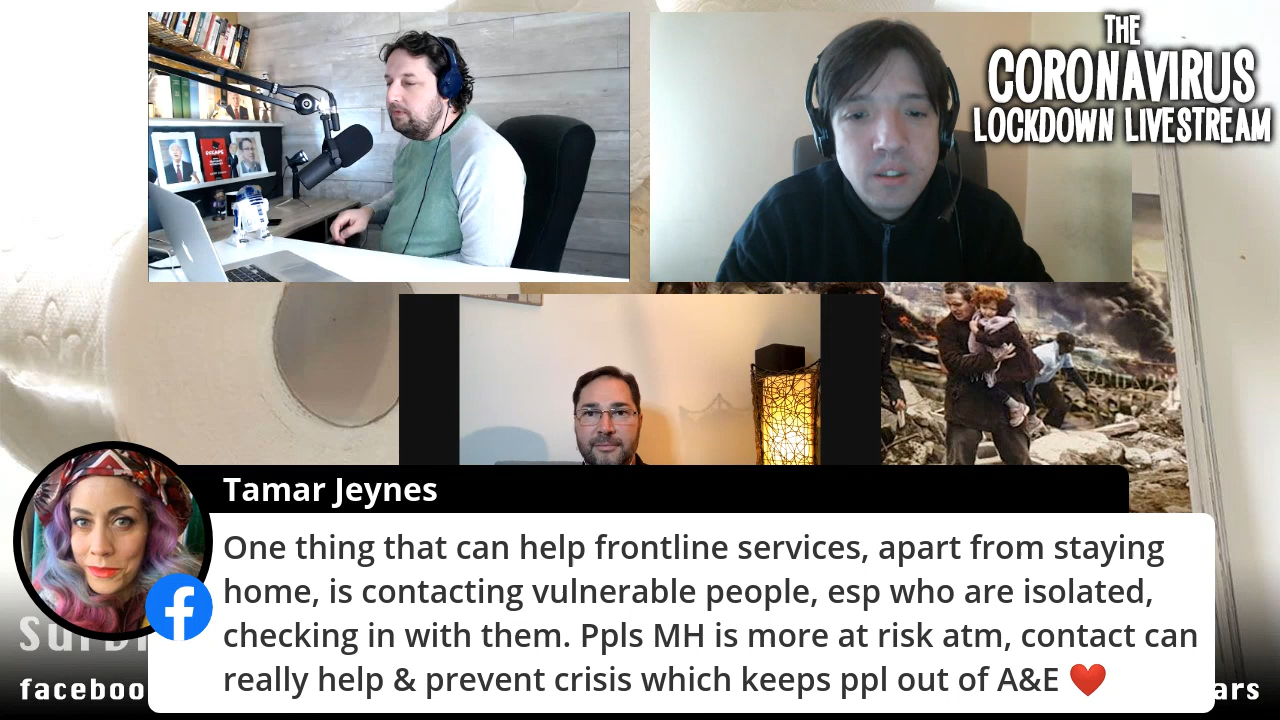 THE
CORONAVIRUS
LOCKDOWN LIVESTREAM
Tamar Jeynes
One thing that can help frontline services, apart from staying
home, is contacting vulnerable people, esp who are isolated,
checking in with them. Ppls MH is more at risk atm, contact can
really help & prevent crisis which keeps ppl out of A&E ❤️